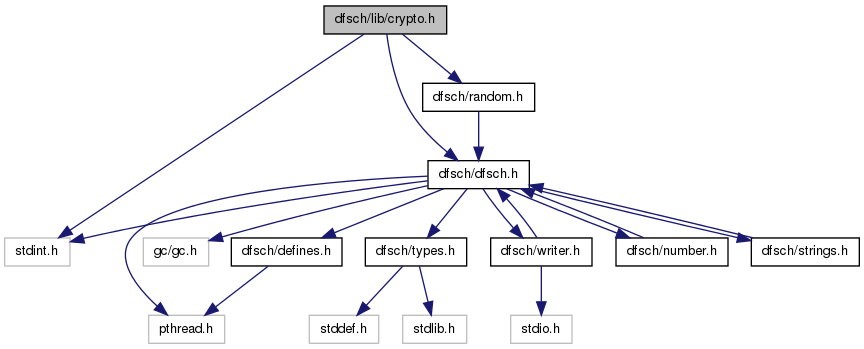 dfsch/lib/crypto.h
dfsch/random.h
dfsch/dfsch.h
stdint.h
gc/gc.h
dfsch/defines.h
dfsch/types.h
dfsch/writer.h
dfsch/number.h
dfsch/strings.h
pthread.h
stddef.h
stdlib.h
stdio.h